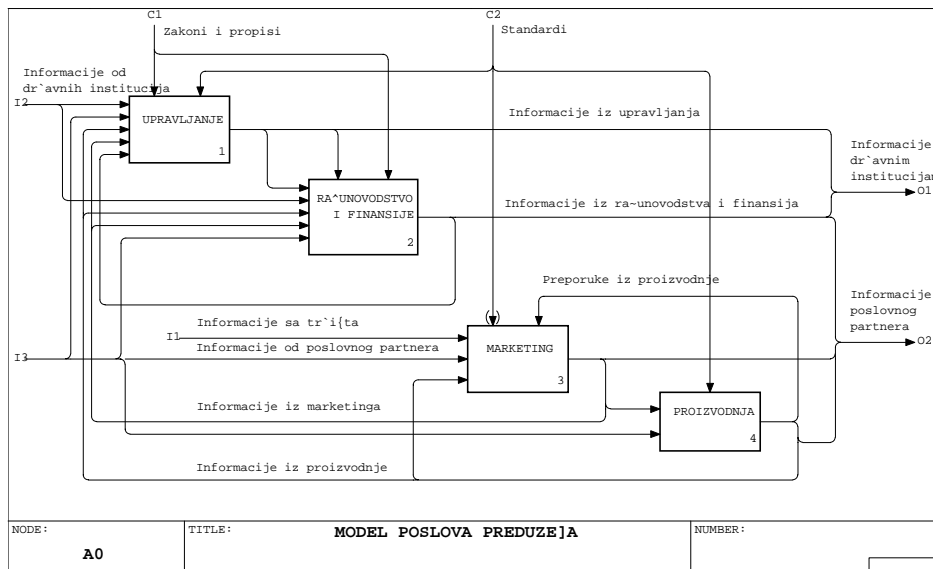 C1
C2
Zakoni i propisi
Standardi
Informacije od
dr`avnih institucija
I2
UPRAVLJANJE
1
Informacije iz upravljanja
Informacije
dr`avnim
institucijam
O1
RA^UNOVODSTVO
I FINANSIJE
2
Informacije iz ra~unovodstva i finansija
Preporuke iz proizvodnje
Informacije
poslovnog
partnera
O2
Informacije sa tr`i{ta
I1
Informacije od poslovnog partnera
I3
( )
MARKETING
3
Informacije iz marketinga
PROIZVODNJA
4
Informacije iz proizvodnje
NODE:
A0
TITLE:
MODEL POSLOVA PREDUZE]A
NUMBER: